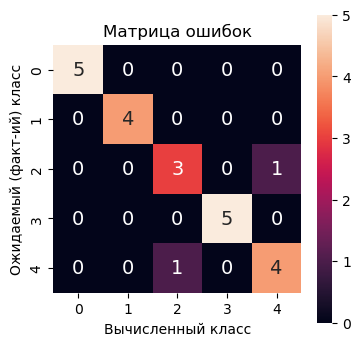 Матрица ошибок
Ожидаемый (факт-ий) класс
0 5 0 0 0 0
1 0 4 0 0 0
2 0 0 3 0 1
3 0 0 0 5 0
4 0 0 1 0 4
0 1 2 3 4
Вычисленный класс
5
4
3
2
1
0